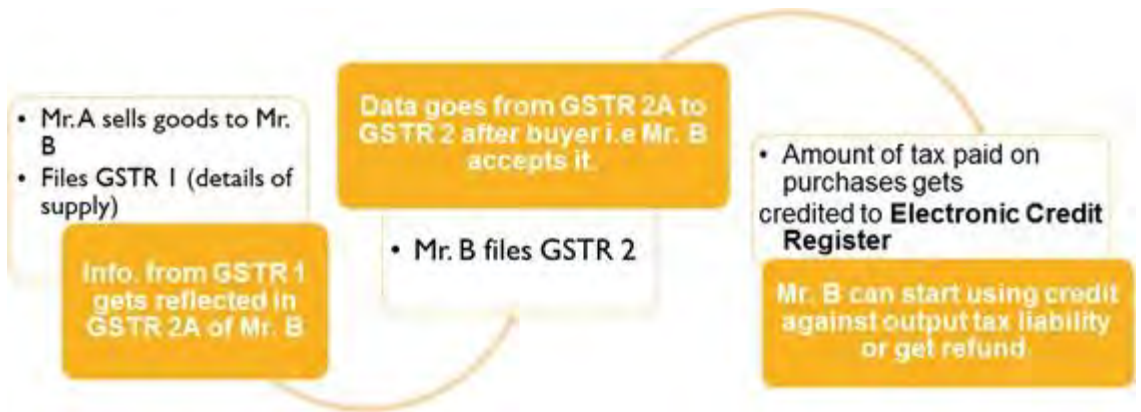 • Mr. A sells goods to Mr.
B
• Files GSTR 1 (details of
supply)
Info. from GSTR 1
gets reflected in
GSTR 2A of Mr. B
Data goes from GSTR 2A to
GSTR 2 after buyer i.e Mr. B
accepts it.
• Mr. B files GSTR 2
• Amount of tax paid on
purchases gets
credited to Electronic Credit
Register
Mr. B can start using credit
against output tax liability
or get refund